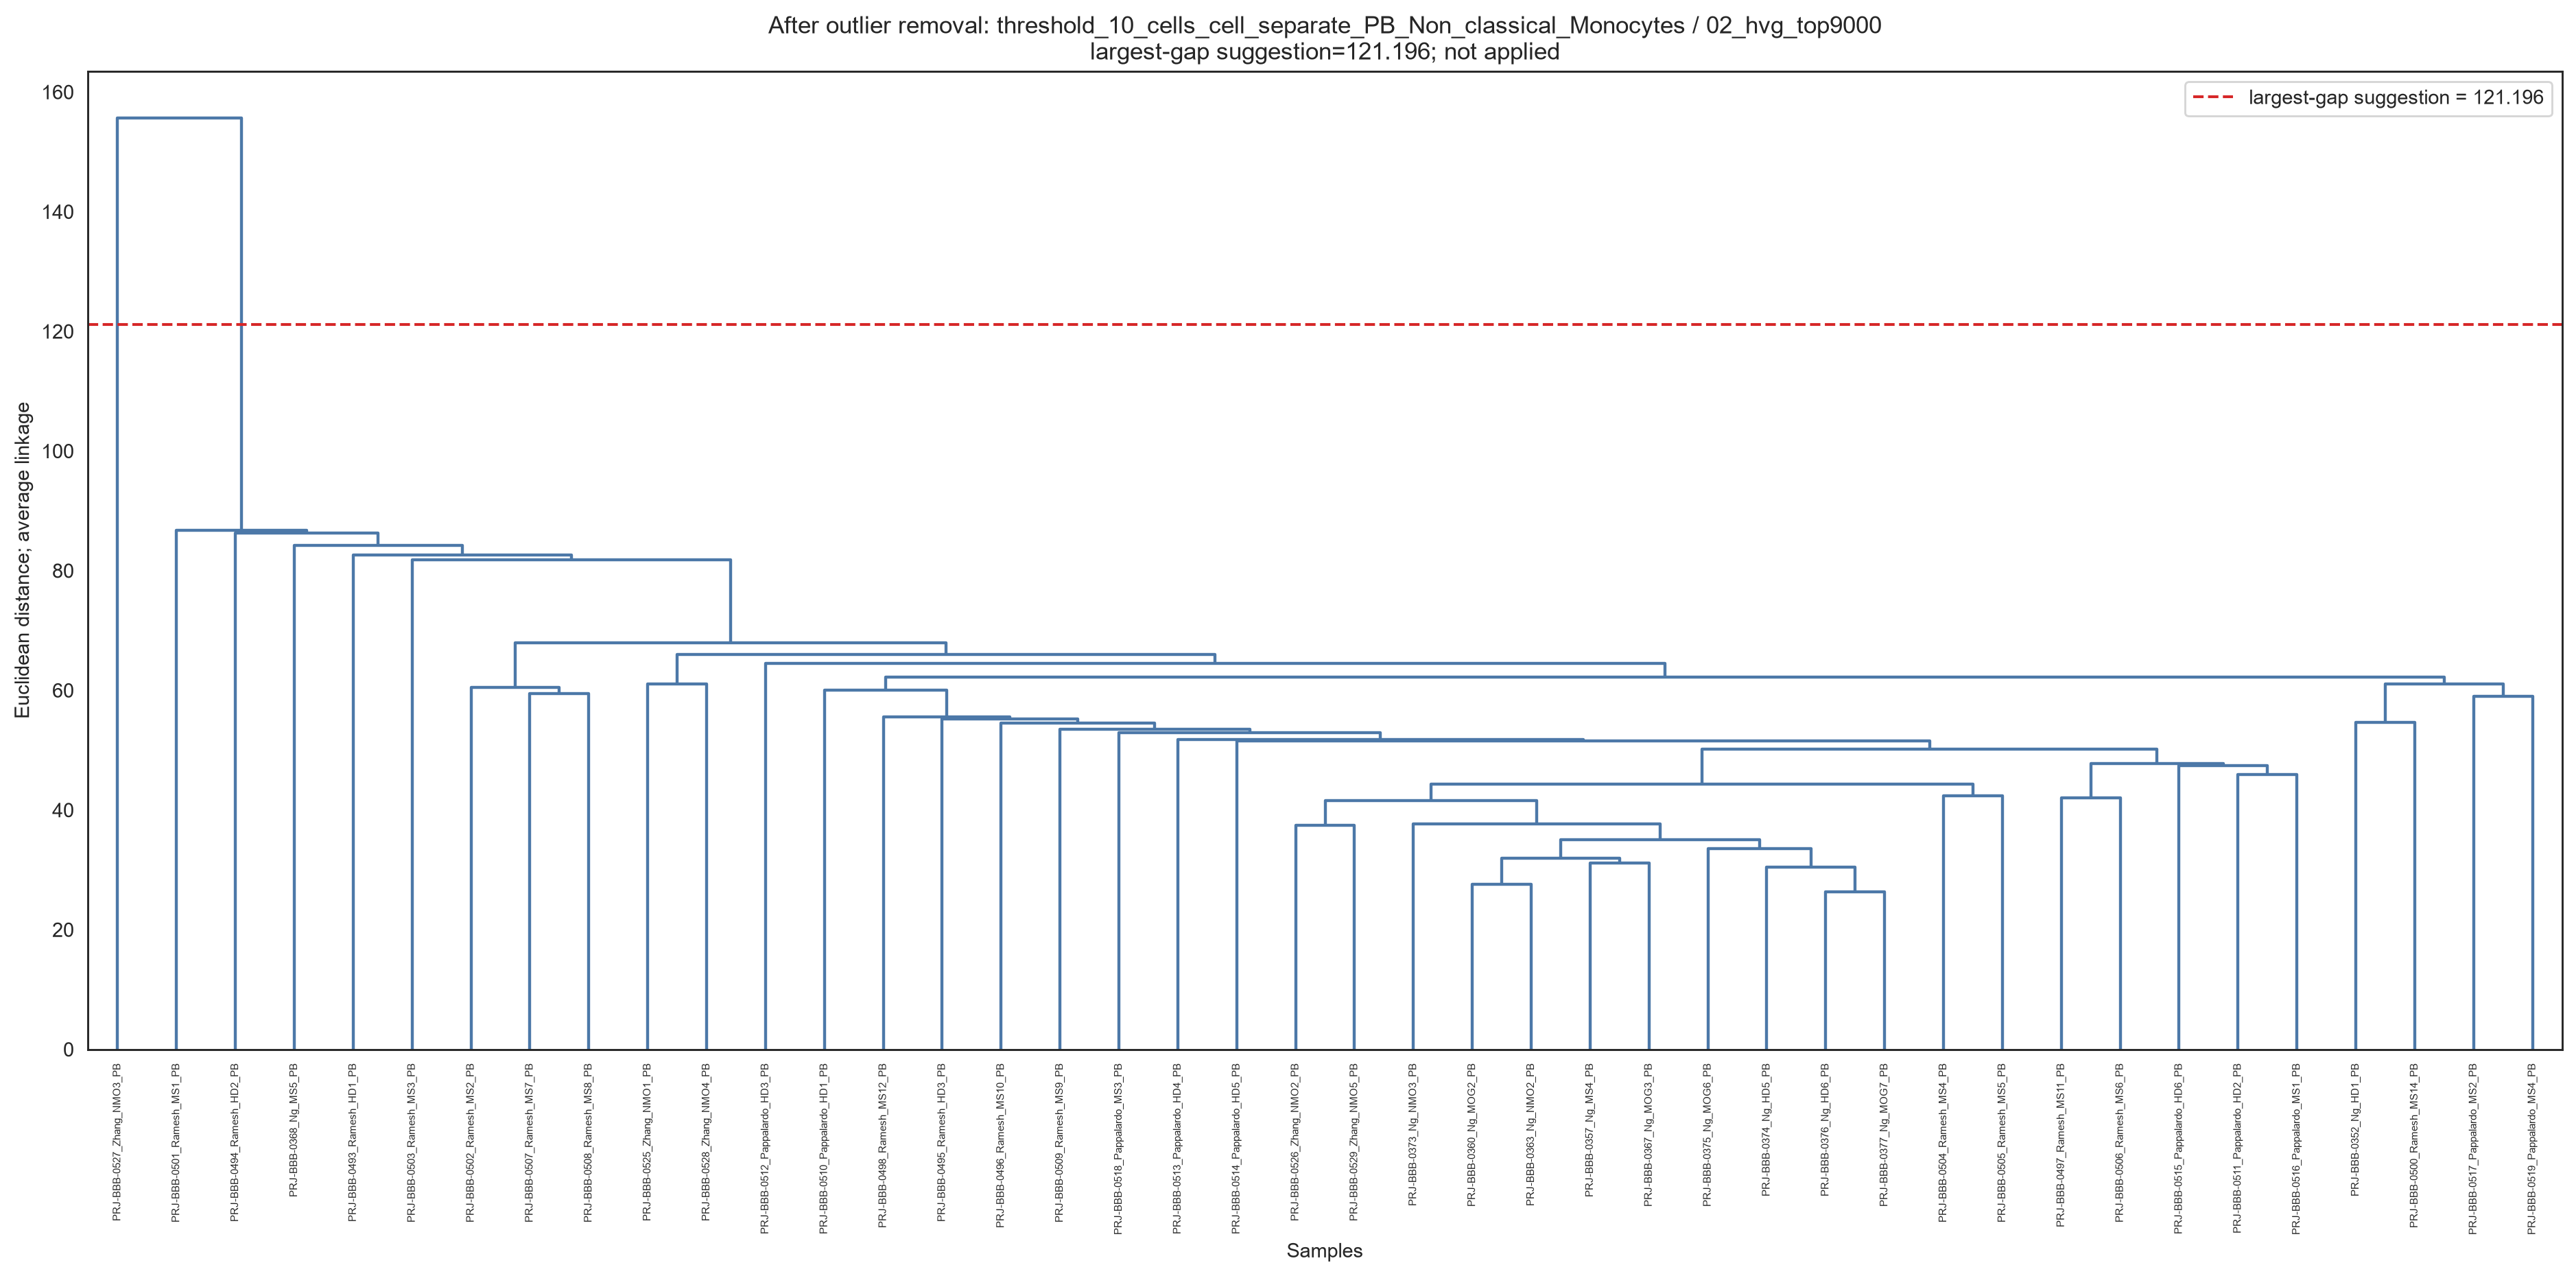 After outlier removal: threshold_10_cells_cell_separate_PB_Non_classical_Monocytes / 02_hvg_top9000
largest-gap suggestion=121.196; not applied
largest-gap suggestion = 121.196
Euclidean distance; average linkage
160
140
120
100
80
60
40
20
0
PRJ-BBB-0527_Zhang_NMO3_PB
PRJ-BBB-0501_Ramesh_MS1_PB
PRJ-BBB-0494_Ramesh_HD2_PB
PRJ-BBB-0368_Ng_MS5_PB
PRJ-BBB-0493_Ramesh_HD1_PB
PRJ-BBB-0503_Ramesh_MS3_PB
PRJ-BBB-0502_Ramesh_MS2_PB
PRJ-BBB-0507_Ramesh_MS7_PB
PRJ-BBB-0508_Ramesh_MS8_PB
PRJ-BBB-0525_Zhang_NMO1_PB
PRJ-BBB-0528_Zhang_NMO4_PB
PRJ-BBB-0512_Pappalardo_HD3_PB
PRJ-BBB-0510_Pappalardo_HD1_PB
PRJ-BBB-0498_Ramesh_MS12_PB
PRJ-BBB-0495_Ramesh_HD3_PB
PRJ-BBB-0496_Ramesh_MS10_PB
PRJ-BBB-0509_Ramesh_MS9_PB
PRJ-BBB-0518_Pappalardo_MS3_PB
PRJ-BBB-0513_Pappalardo_HD4_PB
PRJ-BBB-0514_Pappalardo_HD5_PB
PRJ-BBB-0526_Zhang_NMO2_PB
PRJ-BBB-0529_Zhang_NMO5_PB
PRJ-BBB-0373_Ng_NMO3_PB
PRJ-BBB-0360_Ng_MOG2_PB
PRJ-BBB-0363_Ng_NMO2_PB
PRJ-BBB-0357_Ng_MS4_PB
PRJ-BBB-0367_Ng_MOG3_PB
PRJ-BBB-0375_Ng_MOG6_PB
PRJ-BBB-0374_Ng_HD5_PB
PRJ-BBB-0376_Ng_HD6_PB
PRJ-BBB-0377_Ng_MOG7_PB
PRJ-BBB-0504_Ramesh_MS4_PB
PRJ-BBB-0505_Ramesh_MS5_PB
PRJ-BBB-0497_Ramesh_MS11_PB
PRJ-BBB-0506_Ramesh_MS6_PB
PRJ-BBB-0515_Pappalardo_HD6_PB
PRJ-BBB-0511_Pappalardo_HD2_PB
PRJ-BBB-0516_Pappalardo_MS1_PB
PRJ-BBB-0352_Ng_HD1_PB
PRJ-BBB-0500_Ramesh_MS14_PB
PRJ-BBB-0517_Pappalardo_MS2_PB
PRJ-BBB-0519_Pappalardo_MS4_PB
Samples